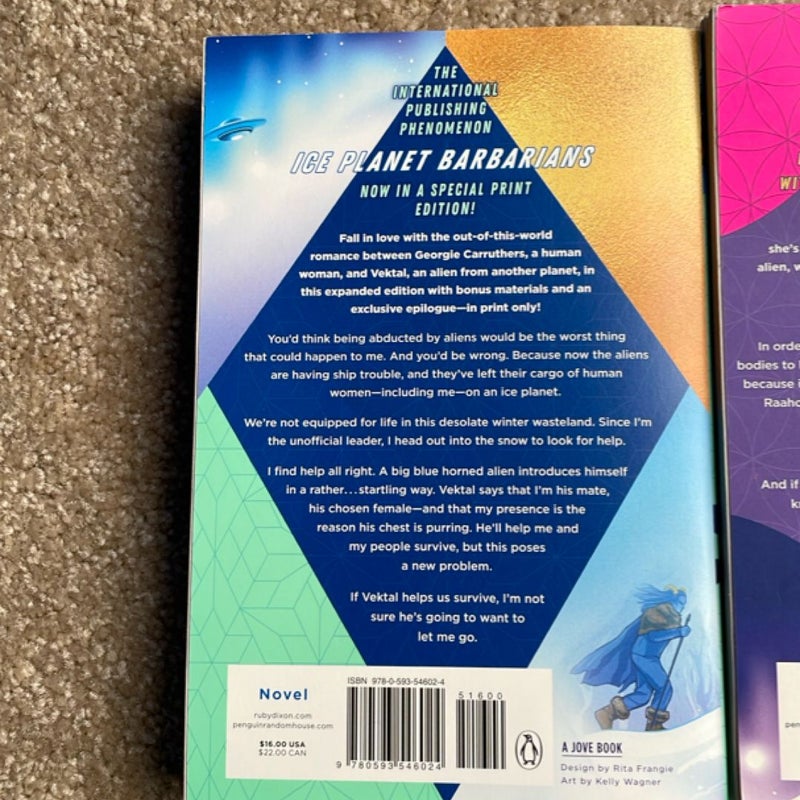 THE
INTERNATIONAL
PUBLISHING
PHENOMENON
ICE PLANET BARBARIANS
NOW IN A SPECIAL PRINT
EDITION!
Fall in love with the out-of-this-world
romance between Georgie Carruthers, a human
woman, and Vektal, an alien from another planet, in
this expanded edition with bonus materials and an
exclusive epilogue—in print only!
You'd think being abducted by aliens would be the worst thing
that could happen to me. And you'd be wrong. Because now the aliens
are having ship trouble, and they've left their cargo of human
women—including me—on an ice planet.
We're not equipped for life in this desolate winter wasteland. Since I'm
the unofficial leader, I head out into the snow to look for help.
I find help all right. A big blue horned alien introduces himself
in a rather...startling way. Vektal says that I'm his mate,
his chosen female—and that my presence is the
reason his chest is purring. He'll help me and
my people survive, but this poses
a new problem.
If Vektal helps us survive, I'm not
sure he's going to want to
let me go.
Novel
rubydixon.com
penguinrandomhouse.com
$16.00 USA
$22.00 CAN
ISBN 978-0-593-54602-4
51600
9 780593 546024
A JOVE BOOK
Design by Rita Frangie
Art by Kelly Wagner
WI
she's
alien, w
In orde
bodies to
because i
Raaho
And if